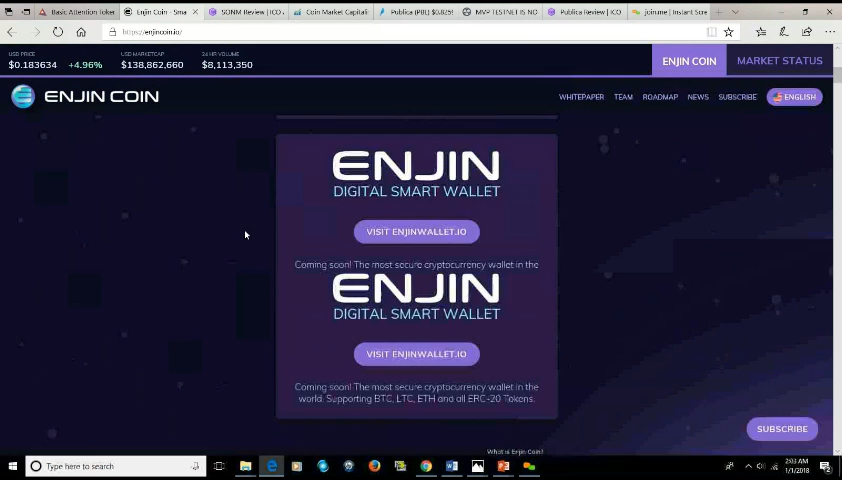 Basic Attention Token
Enjin Coin - Sma
SONM Review | ICO
Coin Market Capitali
Publica (PBL) $0.825
MVP TESTNET IS NO
Publica Review | ICO
join.me | Instant Scre
https://enjincoin.io/
USD PRICE
$0.183634 +4.96%
USD MARKETCAP
$138,862,660
24 HR VOLUME
$8,113,350
ENJIN COIN
MARKET STATUS
ENJIN COIN
WHITEPAPER TEAM ROADMAP NEWS SUBSCRIBE ENGLISH
ENJIN
DIGITAL SMART WALLET
VISIT ENJINWALLET.IO
Coming soon! The most secure cryptocurrency wallet in the
ENJIN
DIGITAL SMART WALLET
VISIT ENJINWALLET.IO
Coming soon! The most secure cryptocurrency wallet in the
world. Supporting BTC, LTC, ETH and all ERC-20 Tokens.
SUBSCRIBE
What is Enjin Coin?
Type here to search
2:03 AM
1/1/2018